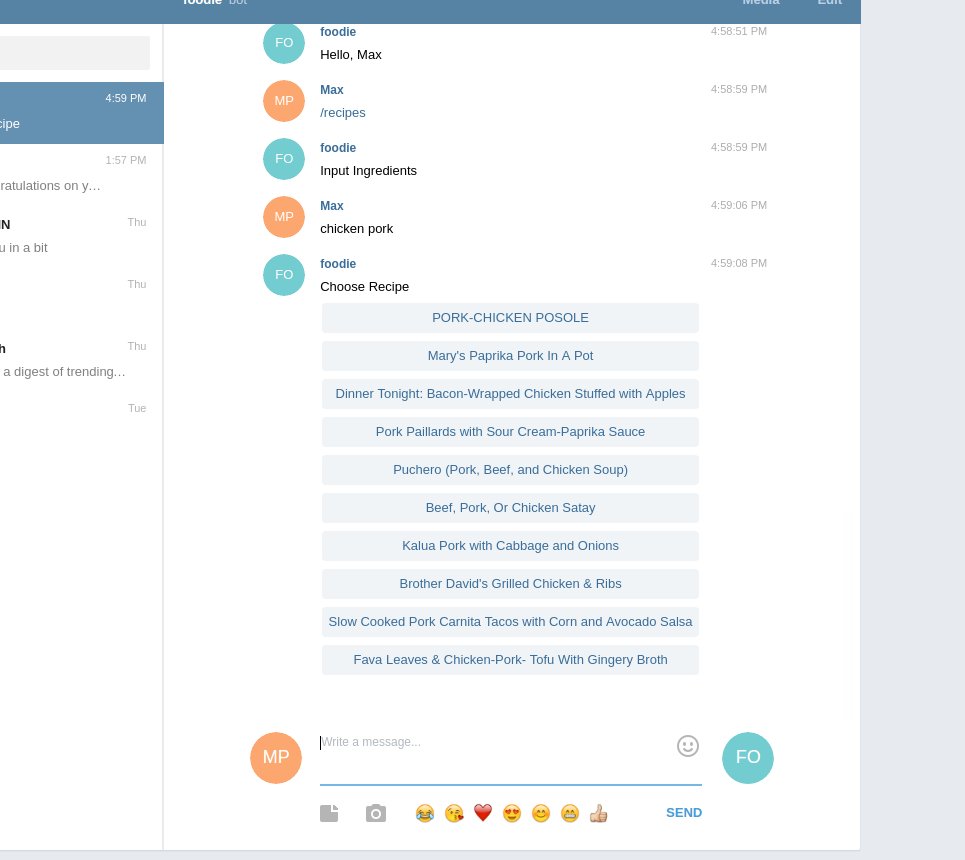 foodie bot
Media
Edit
4:59 PM
cipe
1:57 PM
ratulations on y…
IN
Thu
u in a bit
Thu
h
Thu
a digest of trending…
Tue
FO
foodie
4:58:51 PM
Hello, Max
MP
Max
4:58:59 PM
/recipes
FO
foodie
4:58:59 PM
Input Ingredients
MP
Max
4:59:06 PM
chicken pork
FO
foodie
4:59:08 PM
Choose Recipe
PORK-CHICKEN POSOLE
Mary's Paprika Pork In A Pot
Dinner Tonight: Bacon-Wrapped Chicken Stuffed with Apples
Pork Paillards with Sour Cream-Paprika Sauce
Puchero (Pork, Beef, and Chicken Soup)
Beef, Pork, Or Chicken Satay
Kalua Pork with Cabbage and Onions
Brother David's Grilled Chicken & Ribs
Slow Cooked Pork Carnita Tacos with Corn and Avocado Salsa
Fava Leaves & Chicken-Pork- Tofu With Gingery Broth
MP
Write a message...
FO
SEND